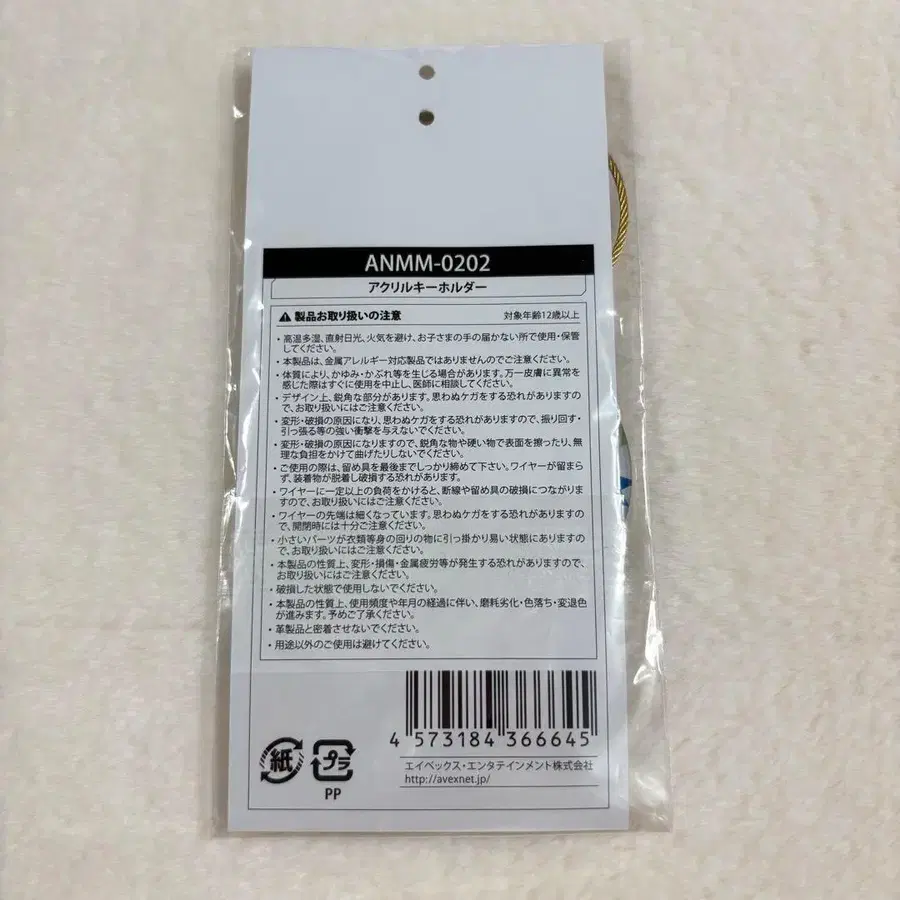 ANMM-0202
アクリルキーホルダー
⚠ 製品お取り扱いの注意 対象年齢12歳以上
・高温多湿、直射日光、火気を避け、お子さまの手の届かない所で使用・保管
してください。
・本製品は、金属アレルギー対応製品ではありませんのでご注意ください。
・体質により、かゆみ・かぶれ等を生じる場合があります。万一皮膚に異常を
感じた際はすぐに使用を中止し、医師に相談してください。
・デザイン上、鋭角な部分があります。思わぬケガをする恐れがありますの
で、お取り扱いにはご注意ください。
・変形・破損の原因になり、思わぬケガをする恐れがありますので、振り回す・
引っ張る等の強い衝撃を与えないでください。
・変形・破損の原因になりますので、鋭角な物や硬い物で表面を擦ったり、無
理な負担をかけて曲げたりしないでください。
・ご使用の際は、留め具を最後までしっかり締めて下さい。ワイヤーが留まら
ず、装着物が脱着し破損する恐れがあります。
・ワイヤーに一定以上の負荷をかけると、断線や留め具の破損につながりま
すので、お取り扱いにはご注意ください。
・ワイヤーの先端は細くなっています。思わぬケガをする恐れがありますの
で、開閉時には十分ご注意ください。
・小さいパーツが衣類等身の回りの物に引っ掛かり易い状態にありますの
で、お取り扱いにはご注意ください。
・本製品の性質上、変形・損傷・金属疲労等が発生する恐れがありますので、
お取り扱いにはご注意ください。
・破損した状態で使用しないでください。
・本製品の性質上、使用頻度や年月の経過に伴い、磨耗劣化・色落ち・変退色
が進みます。予めご了承ください。
・革製品と密着させないでください。
・用途以外のご使用は避けてください。
4 573184 366645
エイベックス・エンタテインメント株式会社
http://avexnet.jp/
紙 プラ
PP